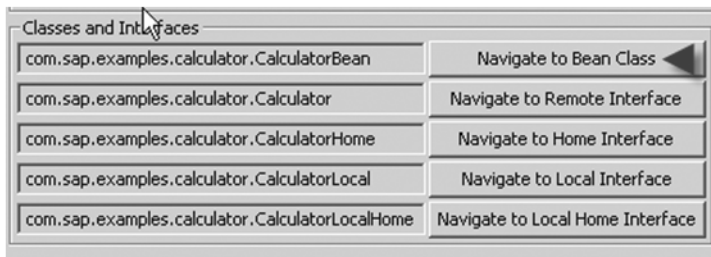 Classes and Interfaces
com.sap.examples.calculator.CalculatorBean Navigate to Bean Class
com.sap.examples.calculator.Calculator Navigate to Remote Interface
com.sap.examples.calculator.CalculatorHome Navigate to Home Interface
com.sap.examples.calculator.CalculatorLocal Navigate to Local Interface
com.sap.examples.calculator.CalculatorLocalHome Navigate to Local Home Interface